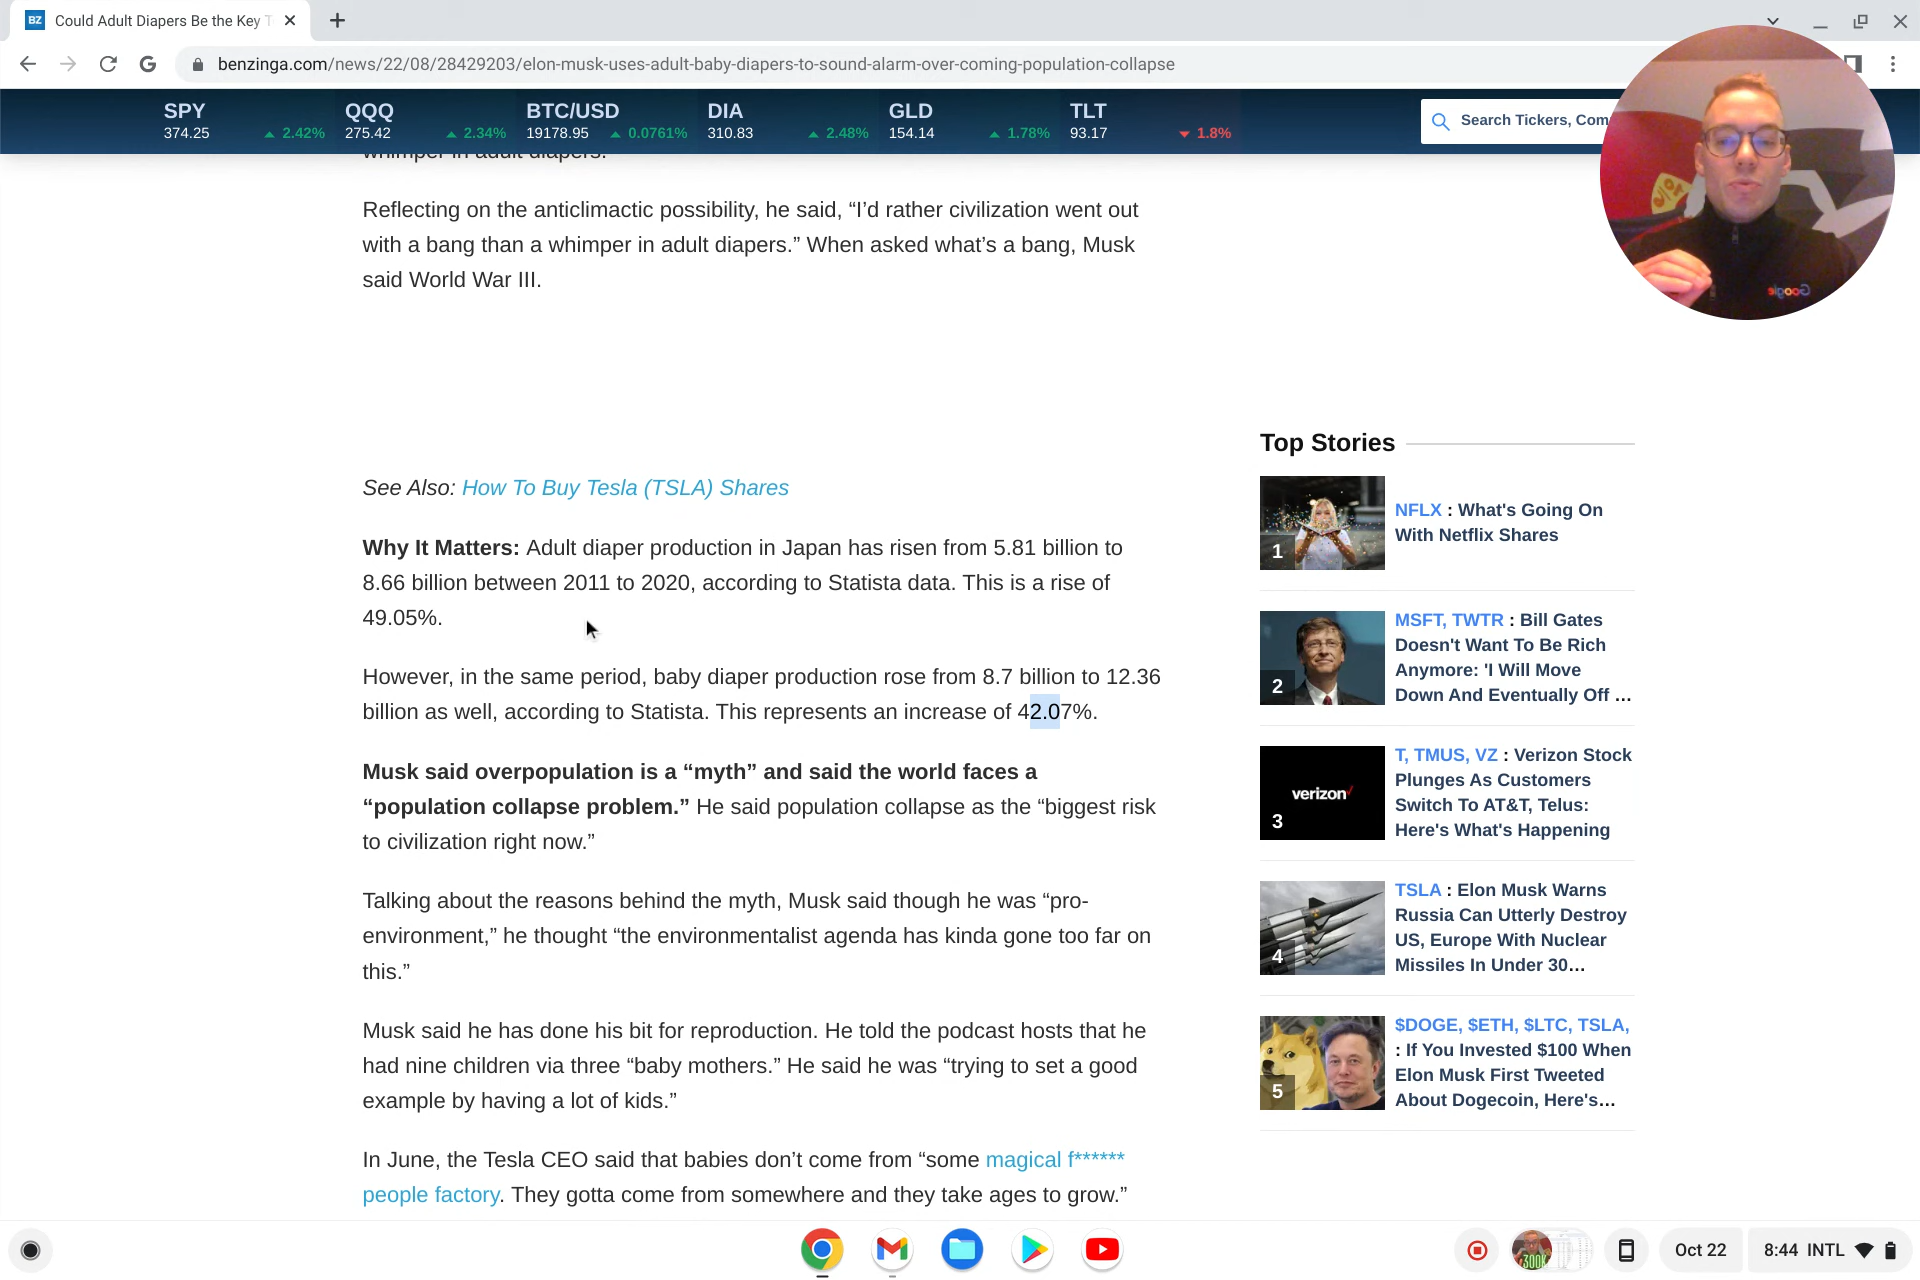 BZ Could Adult Diapers Be the Key T
benzinga.com/news/22/08/28429203/elon-musk-uses-adult-baby-diapers-to-sound-alarm-over-coming-population-collapse
SPY QQQ BTC/USD DIA GLD TLT
374.25 2.42% 275.42 2.34% 19178.95 0.0761% 310.83 2.48% 154.14 1.78% 93.17 1.8%
Search Tickers, Com
whimper in adult diapers.
Reflecting on the anticlimactic possibility, he said, “I’d rather civilization went out
with a bang than a whimper in adult diapers.” When asked what’s a bang, Musk
said World War III.
See Also: How To Buy Tesla (TSLA) Shares
Why It Matters: Adult diaper production in Japan has risen from 5.81 billion to
8.66 billion between 2011 to 2020, according to Statista data. This is a rise of
49.05%.
However, in the same period, baby diaper production rose from 8.7 billion to 12.36
billion as well, according to Statista. This represents an increase of 42.07%.
Musk said overpopulation is a “myth” and said the world faces a
“population collapse problem.” He said population collapse as the “biggest risk
to civilization right now.”
Talking about the reasons behind the myth, Musk said though he was “pro-
environment,” he thought “the environmentalist agenda has kinda gone too far on
this.”
Musk said he has done his bit for reproduction. He told the podcast hosts that he
had nine children via three “baby mothers.” He said he was “trying to set a good
example by having a lot of kids.”
In June, the Tesla CEO said that babies don’t come from “some magical f******
people factory. They gotta come from somewhere and they take ages to grow.”
Top Stories
1
NFLX : What's Going On
With Netflix Shares
2
MSFT, TWTR : Bill Gates
Doesn't Want To Be Rich
Anymore: 'I Will Move
Down And Eventually Off ...
verizon
3
T, TMUS, VZ : Verizon Stock
Plunges As Customers
Switch To AT&T, Telus:
Here's What's Happening
4
TSLA : Elon Musk Warns
Russia Can Utterly Destroy
US, Europe With Nuclear
Missiles In Under 30...
5
$DOGE, $ETH, $LTC, TSLA,
: If You Invested $100 When
Elon Musk First Tweeted
About Dogecoin, Here's...
Google
300K
Oct 22
8:44 INTL